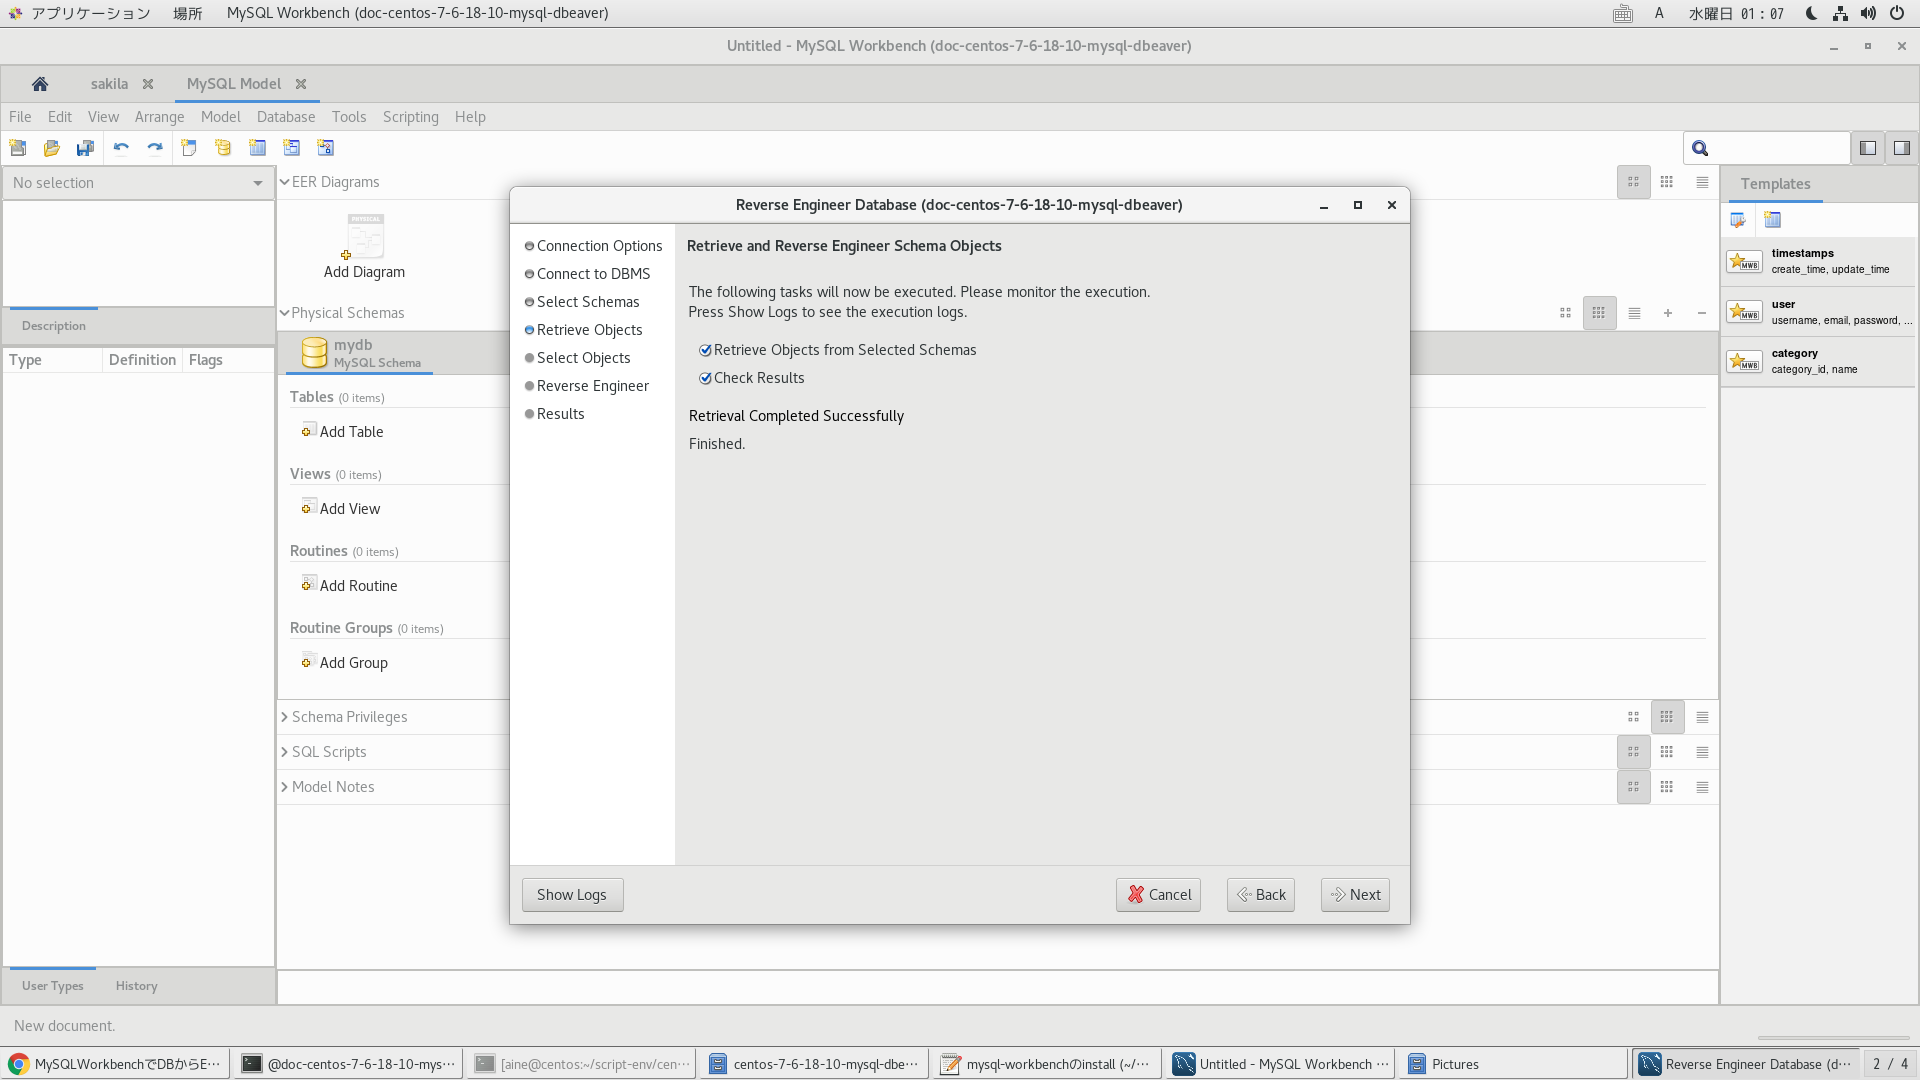 アプリケーション 場所 MySQL Workbench (doc-centos-7-6-18-10-mysql-dbeaver) A 水曜日 01：07
Untitled - MySQL Workbench (doc-centos-7-6-18-10-mysql-dbeaver)
sakila MySQL Model
File Edit View Arrange Model Database Tools Scripting Help
No selection
Description
Type Definition Flags
User Types History
EER Diagrams
PHYSICAL
Add Diagram
Physical Schemas
mydb
MySQL Schema
Tables (0 items)
Add Table
Views (0 items)
Add View
Routines (0 items)
Add Routine
Routine Groups (0 items)
Add Group
Schema Privileges
SQL Scripts
Model Notes
Reverse Engineer Database (doc-centos-7-6-18-10-mysql-dbeaver)
Connection Options
Connect to DBMS
Select Schemas
Retrieve Objects
Select Objects
Reverse Engineer
Results
Retrieve and Reverse Engineer Schema Objects
The following tasks will now be executed. Please monitor the execution.
Press Show Logs to see the execution logs.
Retrieve Objects from Selected Schemas
Check Results
Retrieval Completed Successfully
Finished.
Show Logs Cancel Back Next
Templates
MWB timestamps
create_time, update_time
MWB user
username, email, password, ...
MWB category
category_id, name
New document.
MySQLWorkbenchでDBからE… @doc-centos-7-6-18-10-mys… [aine@centos:~/script-env/cen… centos-7-6-18-10-mysql-dbe… mysql-workbenchのinstall (~/… Untitled - MySQL Workbench … Pictures Reverse Engineer Database (d… 2 / 4